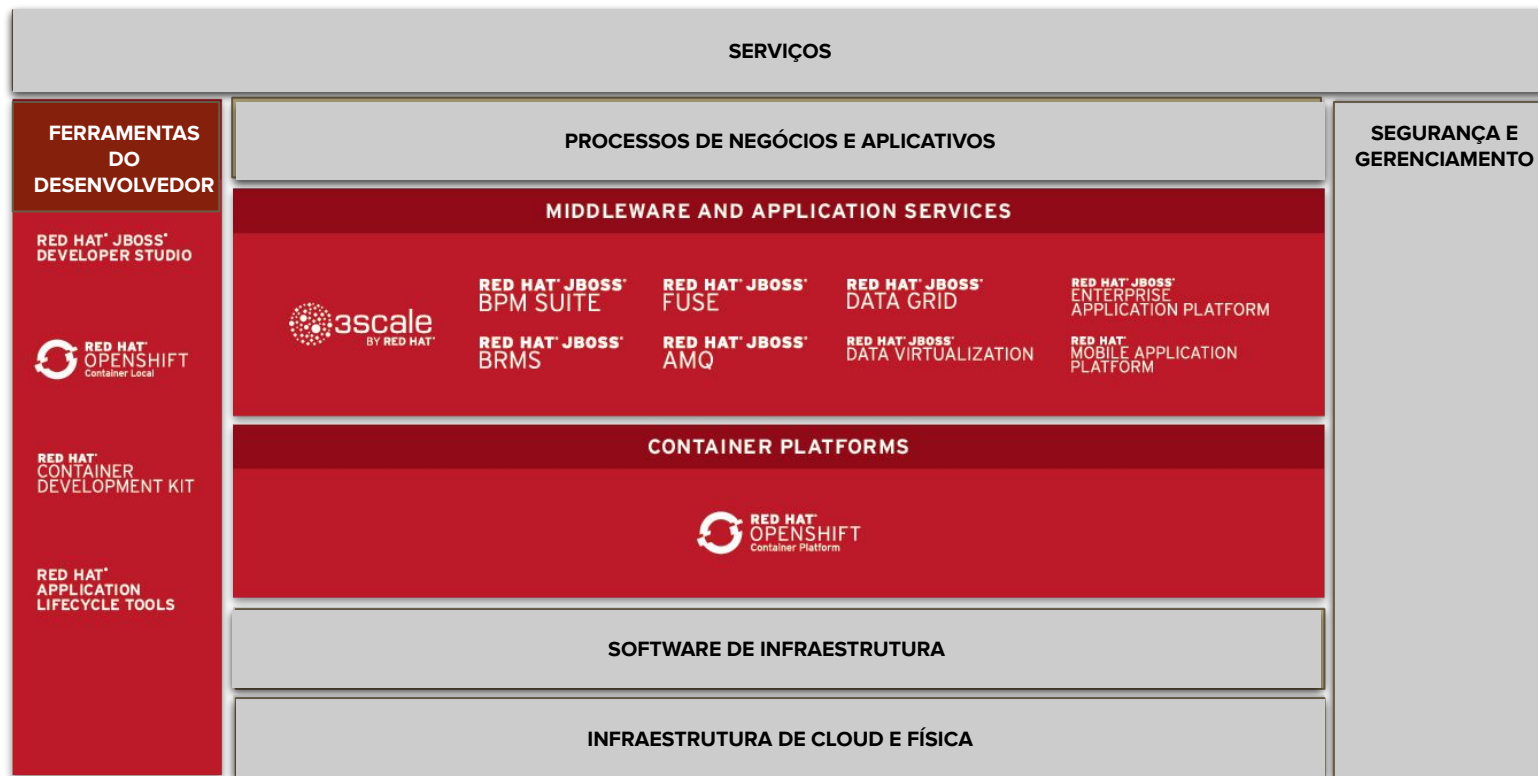 SERVIÇOS
FERRAMENTAS
DO
DESENVOLVEDOR
RED HAT® JBOSS®
DEVELOPER STUDIO
RED HAT®
OPENSHIFT
Container Local
RED HAT®
CONTAINER
DEVELOPMENT KIT
RED HAT®
APPLICATION
LIFECYCLE TOOLS
PROCESSOS DE NEGÓCIOS E APLICATIVOS
MIDDLEWARE AND APPLICATION SERVICES
3scale
BY RED HAT®
RED HAT® JBOSS®
BPM SUITE
RED HAT® JBOSS®
FUSE
RED HAT® JBOSS®
DATA GRID
RED HAT® JBOSS®
ENTERPRISE
APPLICATION PLATFORM
RED HAT® JBOSS®
BRMS
RED HAT® JBOSS®
AMQ
RED HAT® JBOSS®
DATA VIRTUALIZATION
RED HAT®
MOBILE APPLICATION
PLATFORM
CONTAINER PLATFORMS
RED HAT®
OPENSHIFT
Container Platform
SOFTWARE DE INFRAESTRUTURA
INFRAESTRUTURA DE CLOUD E FÍSICA
SEGURANÇA E
GERENCIAMENTO